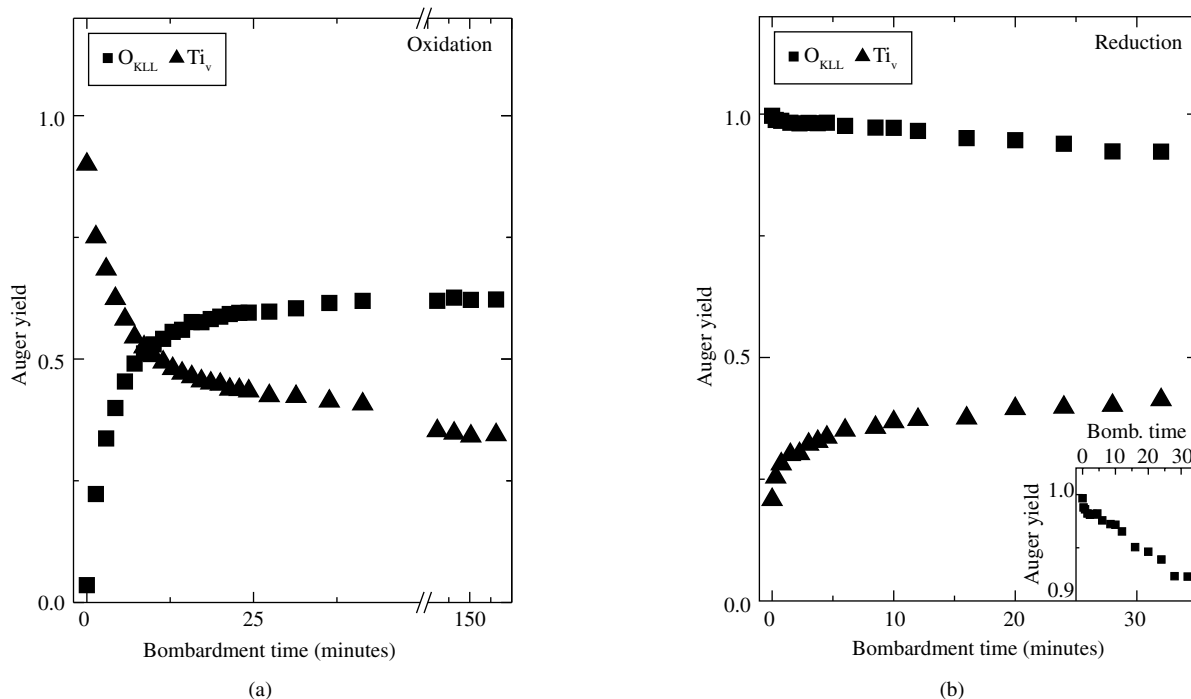 Oxidation
■ O_KLL ▲ Ti_v
1.0
0.5
0.0
Auger yield
0
25
150
Bombardment time (minutes)
(a)
Reduction
■ O_KLL ▲ Ti_v
1.0
0.5
0.0
Auger yield
0
10
20
30
Bombardment time (minutes)
Bomb. time
0 10 20 30
1.0
0.9
Auger yield
(b)